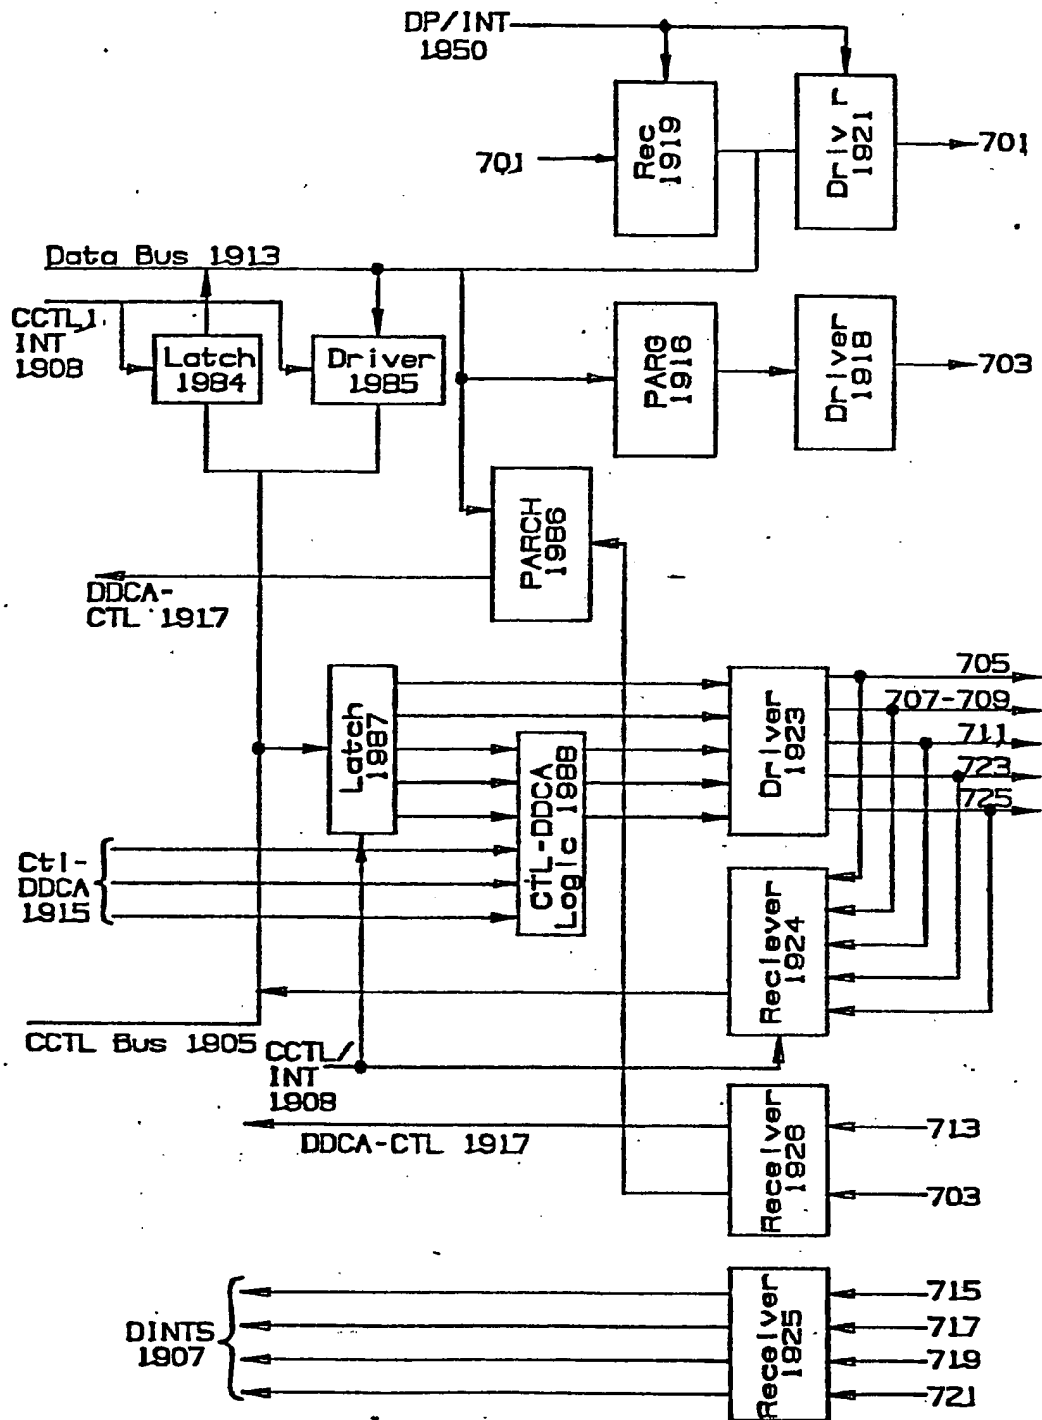 DP/INT
1950
Rec
1919
Driv r
1921
701
701
Data Bus 1913
CCTL/
INT
1908
Latch
1984
Driver
1985
PARG
1916
Driver
1918
703
PARCH
1986
DDCA-
CTL 1917
705
707-709
711
723
725
Latch
1987
CTL-DDCA
Logic 1988
Driver
1923
Ctl-
DDCA
1915
Reciever
1924
CCTL Bus 1905
CCTL/
INT
1908
DDCA-CTL 1917
Receiver
1926
713
703
DINTS
1907
Receiver
1925
715
717
719
721